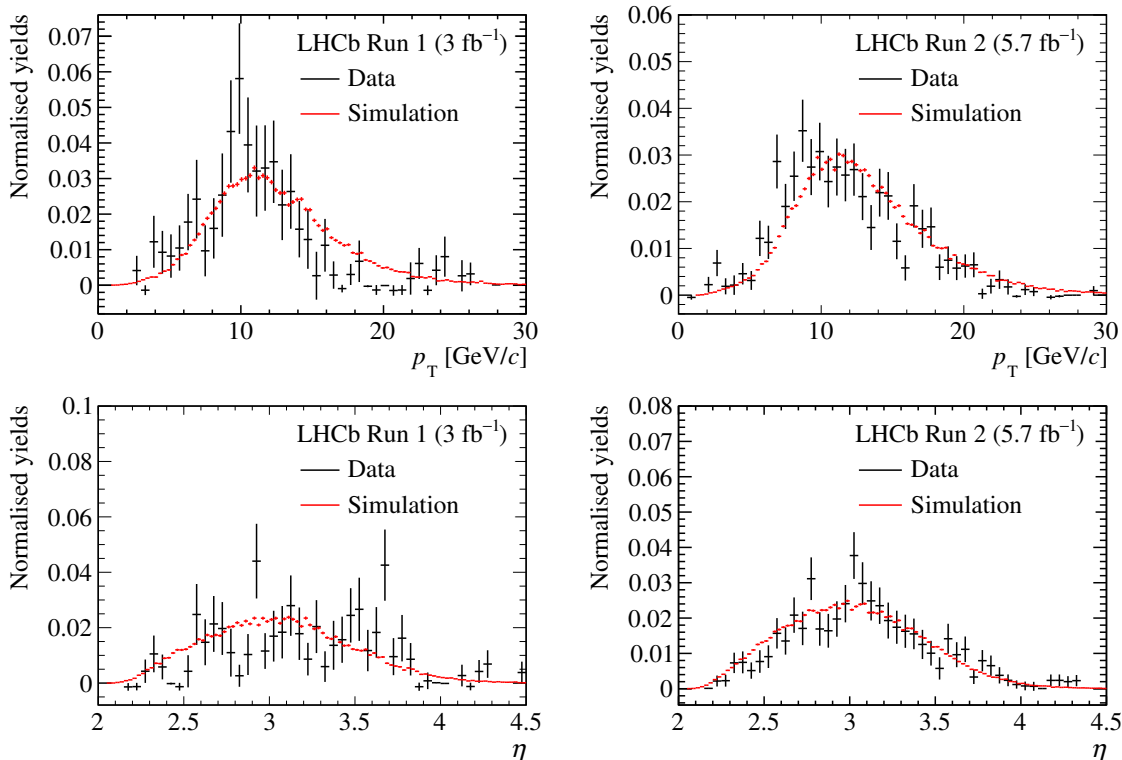 Normalised yields
0.07
0.06
0.05
0.04
0.03
0.02
0.01
0
LHCb Run 1 (3 fb⁻¹)
Data
Simulation
0 10 20 30
p_T [GeV/c]
Normalised yields
0.06
0.05
0.04
0.03
0.02
0.01
0
LHCb Run 2 (5.7 fb⁻¹)
Data
Simulation
0 10 20 30
p_T [GeV/c]
Normalised yields
0.1
0.08
0.06
0.04
0.02
0
LHCb Run 1 (3 fb⁻¹)
Data
Simulation
2 2.5 3 3.5 4 4.5
η
Normalised yields
0.08
0.07
0.06
0.05
0.04
0.03
0.02
0.01
0
LHCb Run 2 (5.7 fb⁻¹)
Data
Simulation
2 2.5 3 3.5 4 4.5
η